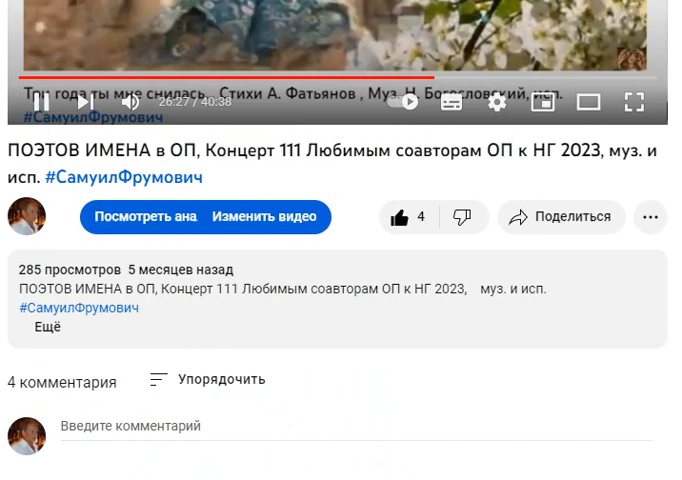 Три года ты мне снилась. Стихи А. Фатьянов , Муз. Н. Богословский, исп.
#СамуилФрумович
26:27 / 40:38
ПОЭТОВ ИМЕНА в ОП, Концерт 111 Любимым соавторам ОП к НГ 2023, муз. и
исп. #СамуилФрумович
Посмотреть ана Изменить видео 4 Поделиться
285 просмотров 5 месяцев назад
ПОЭТОВ ИМЕНА в ОП, Концерт 111 Любимым соавторам ОП к НГ 2023, муз. и исп.
#СамуилФрумович
Ещё
4 комментария Упорядочить
Введите комментарий